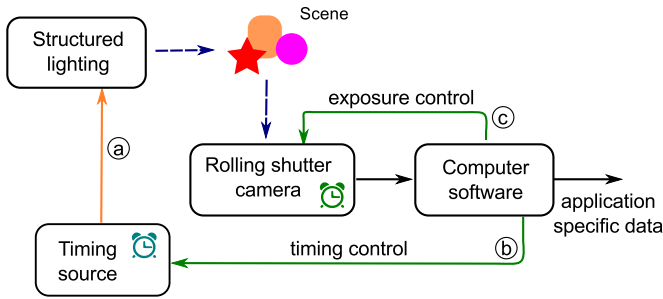 Scene
Structured
lighting
exposure control
c
a
Rolling shutter
camera
Computer
software
application
specific data
Timing
source
timing control
b